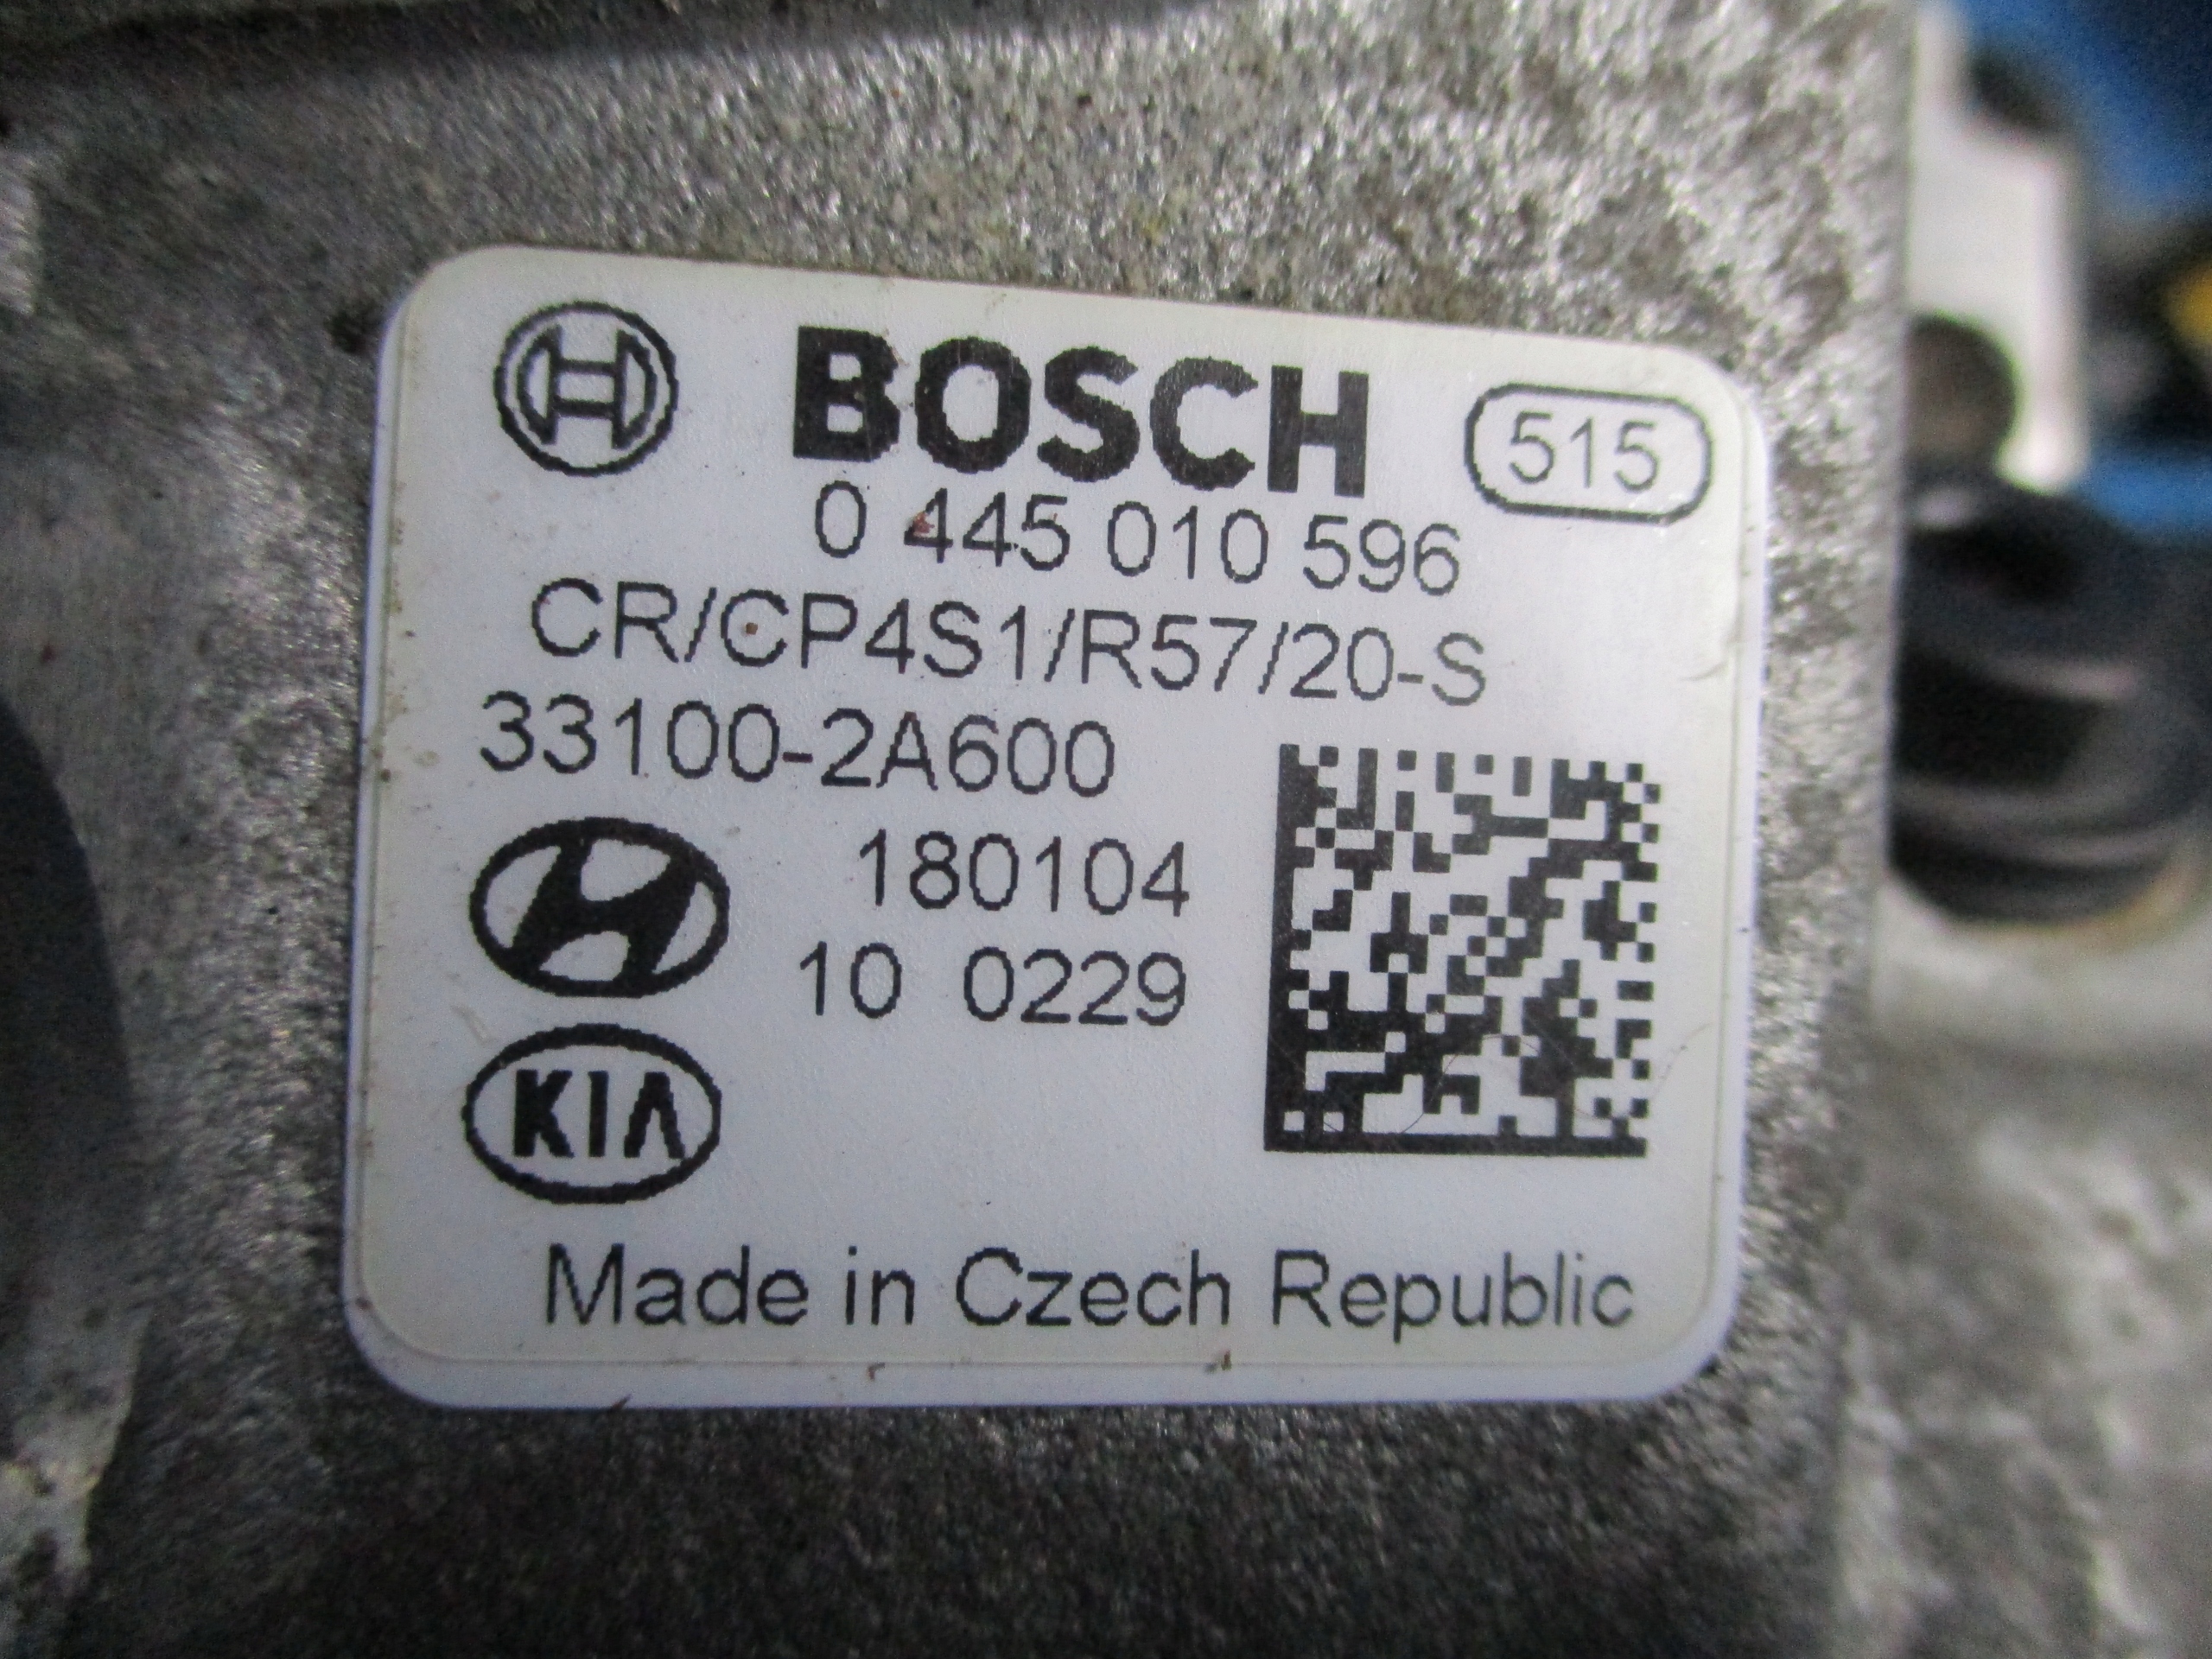 BOSCH 515
0 445 010 596
CR/CP4S1/R57/20-S
33100-2A600
180104
10 0229
KIA
Made in Czech Republic